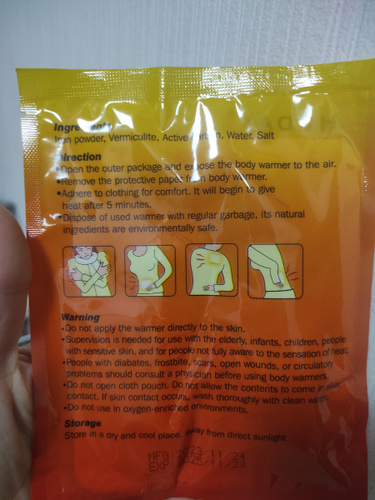 Ingredients
Iron powder, Vermiculite, Active Carbon, Water, Salt
Direction
•Open the outer package and expose the body warmer to the air.
•Remove the protective paper from body warmer.
•Adhere to clothing for comfort. It will begin to give
heat after 5 minutes.
•Dispose of used warmer with regular garbage, its natural
ingredients are environmentally safe.
Warning
•Do not apply the warmer directly to the skin.
•Supervision is needed for use with the elderly, infants, children, people
with sensitive skin, and for people not fully aware to the sensation of heat.
•People with diabates, frostbite, scars, open wounds, or circulatory
problems should consult a physician before using body warmers.
•Do not open cloth pouch. Do not allow the contents to come in
contact. If skin contact occurs, wash thoroughly with clean water.
•Do not use in oxygen-enriched environments.
Storage
Store in a dry and cool place, away from direct sunlight
MFG
EXP